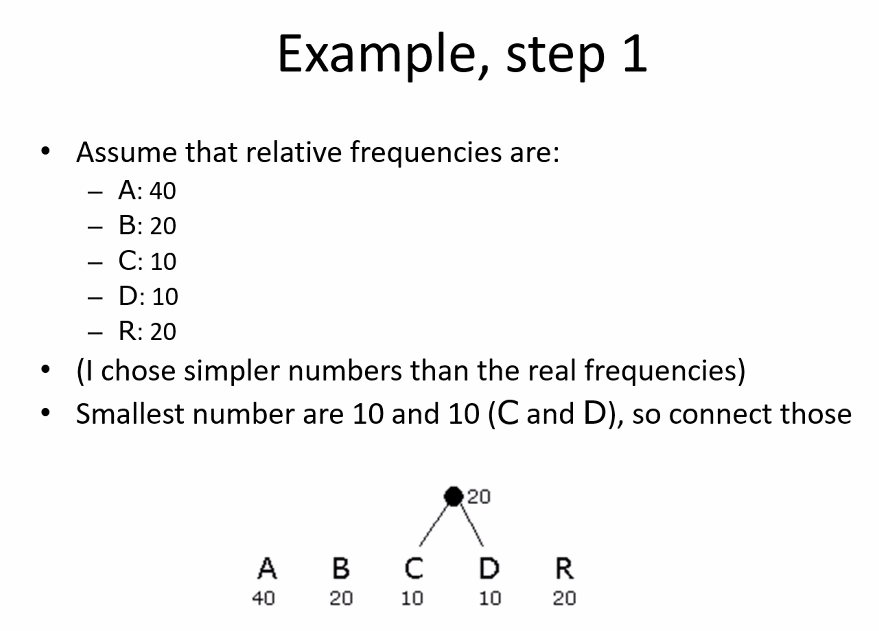 Example, step 1
• Assume that relative frequencies are:
– A: 40
– B: 20
– C: 10
– D: 10
– R: 20
• (I chose simpler numbers than the real frequencies)
• Smallest number are 10 and 10 (C and D), so connect those
20
A B C D R
40 20 10 10 20